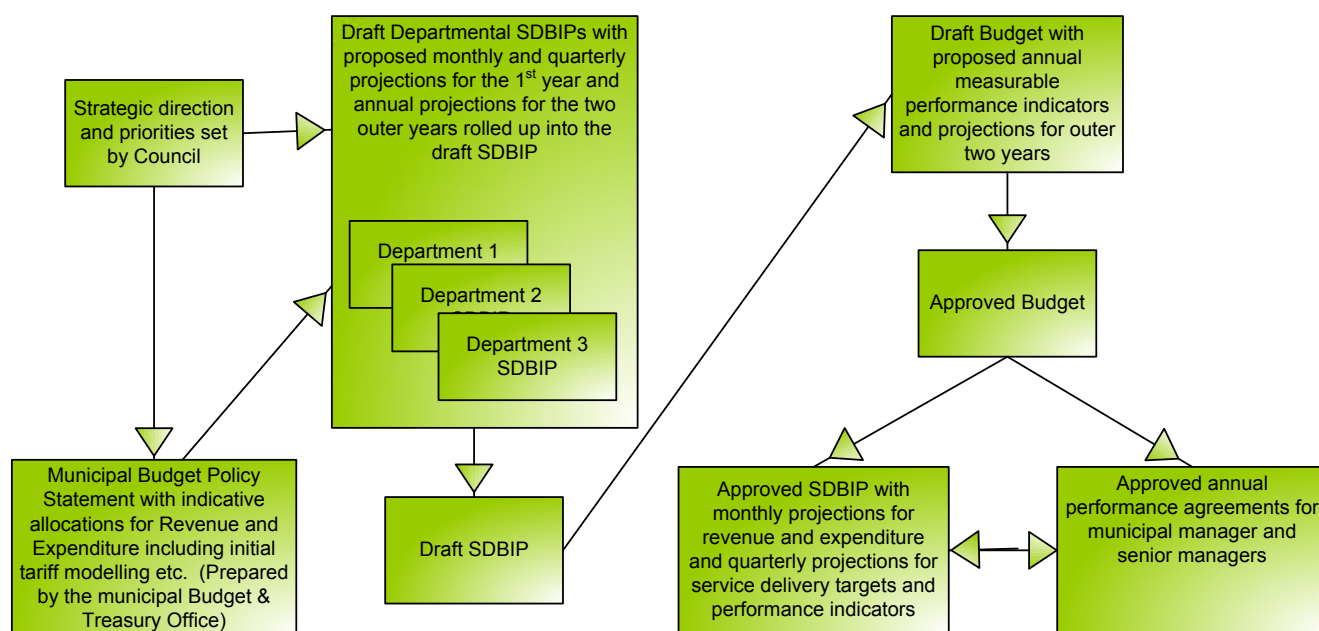 Strategic direction
and priorities set
by Council
Municipal Budget Policy
Statement with indicative
allocations for Revenue and
Expenditure including initial
tariff modelling etc.  (Prepared
by the municipal Budget &
Treasury Office)
Draft Departmental SDBIPs with
proposed monthly and quarterly
projections for the 1st year and
annual projections for the two
outer years rolled up into the
draft SDBIP
Department 1
Department 2
SDBIP
Department 3
SDBIP
Draft SDBIP
Draft Budget with
proposed annual
measurable
performance indicators
and projections for outer
two years
Approved Budget
Approved SDBIP with
monthly projections for
revenue and expenditure
and quarterly projections for
service delivery targets and
performance indicators
Approved annual
performance agreements for
municipal manager and
senior managers